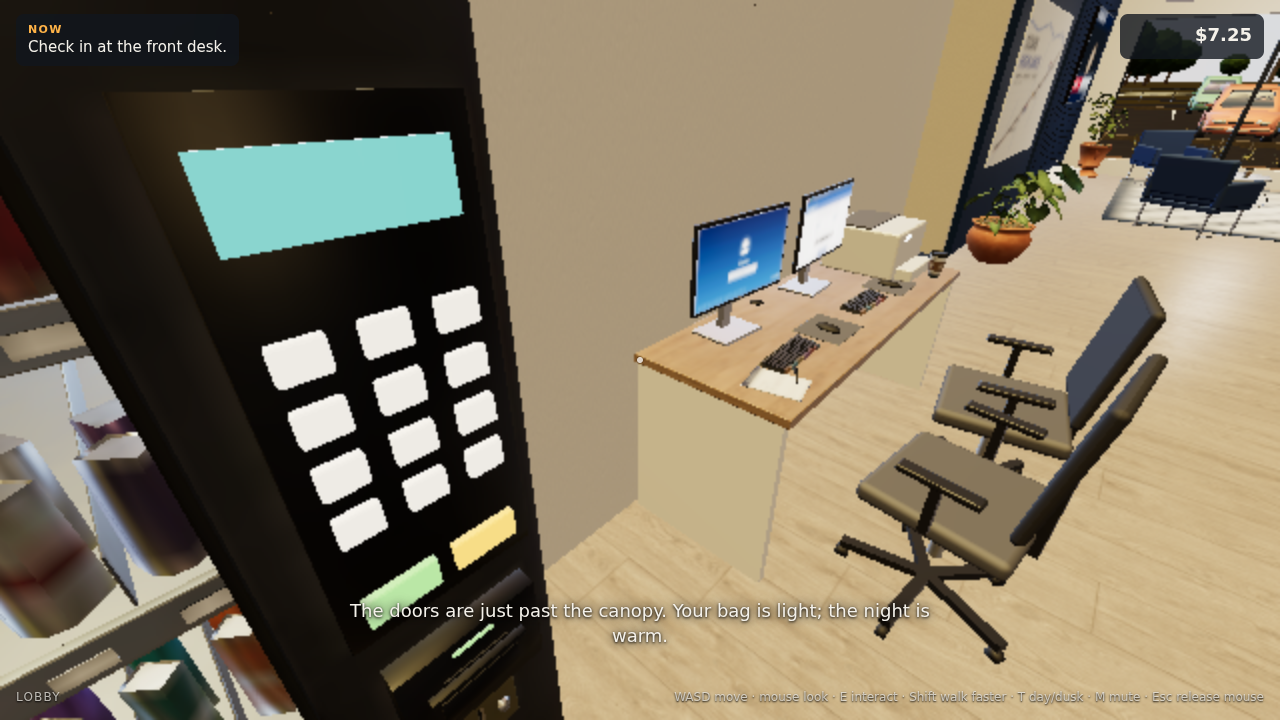 NOW
Check in at the front desk.
$7.25
The doors are just past the canopy. Your bag is light; the night is
warm.
LOBBY
WASD move · mouse look · E interact · Shift walk faster · T day/dusk · M mute · Esc release mouse